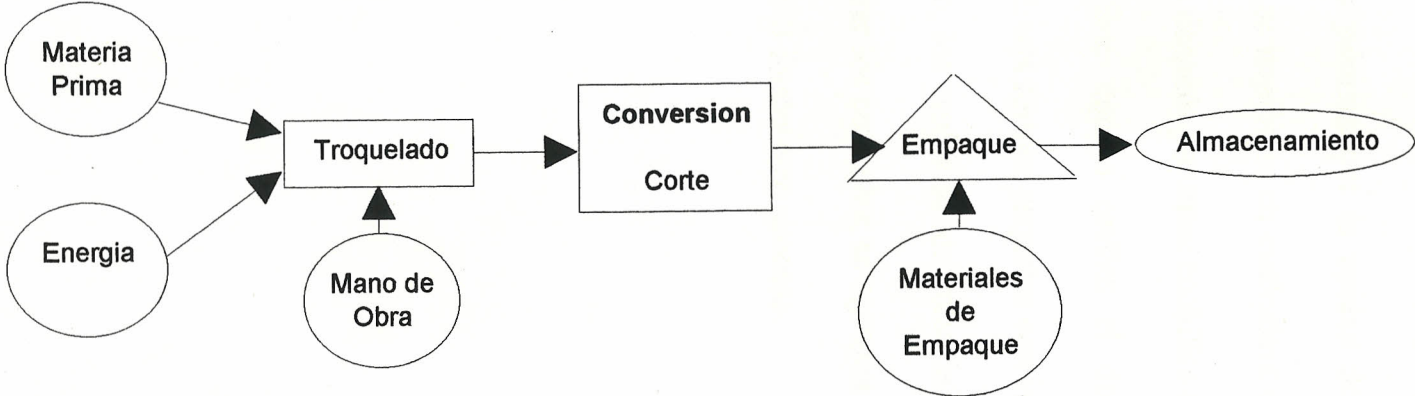 Materia
Prima
Energia
Troquelado
Mano de
Obra
Conversion
Corte
Empaque
Materiales
de
Empaque
Almacenamiento